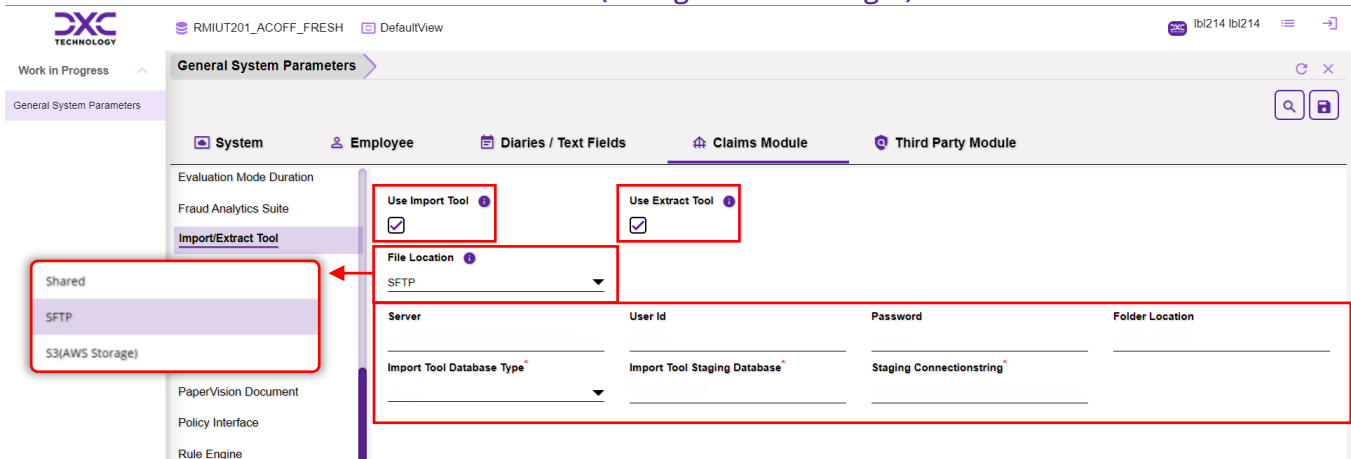 DXC
TECHNOLOGY
RMIUT201_ACOFF_FRESH DefaultView
DXC lbl214 lbl214
Work in Progress
General System Parameters
General System Parameters
System Employee Diaries / Text Fields Claims Module Third Party Module
Evaluation Mode Duration
Fraud Analytics Suite
Import/Extract Tool
Use Import Tool Use Extract Tool
File Location
SFTP
Shared
SFTP
S3(AWS Storage)
Server User Id Password Folder Location
Import Tool Database Type* Import Tool Staging Database* Staging Connectionstring*
PaperVision Document
Policy Interface
Rule Engine